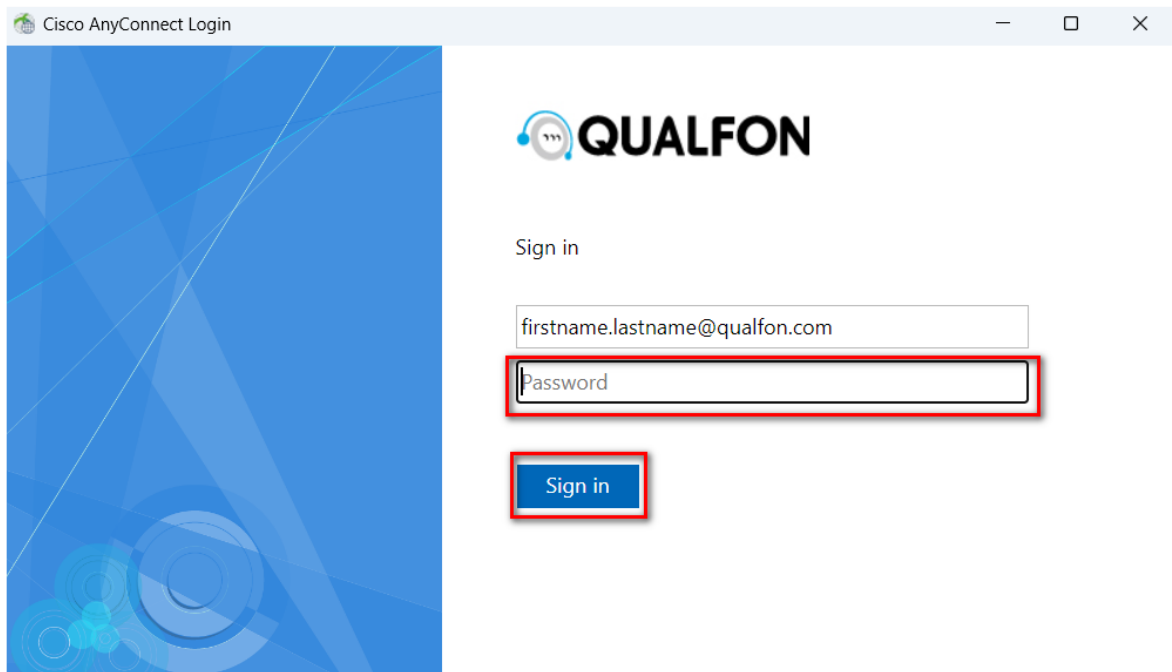 Cisco AnyConnect Login
QUALFON
Sign in
firstname.lastname@qualfon.com
Password
Sign in